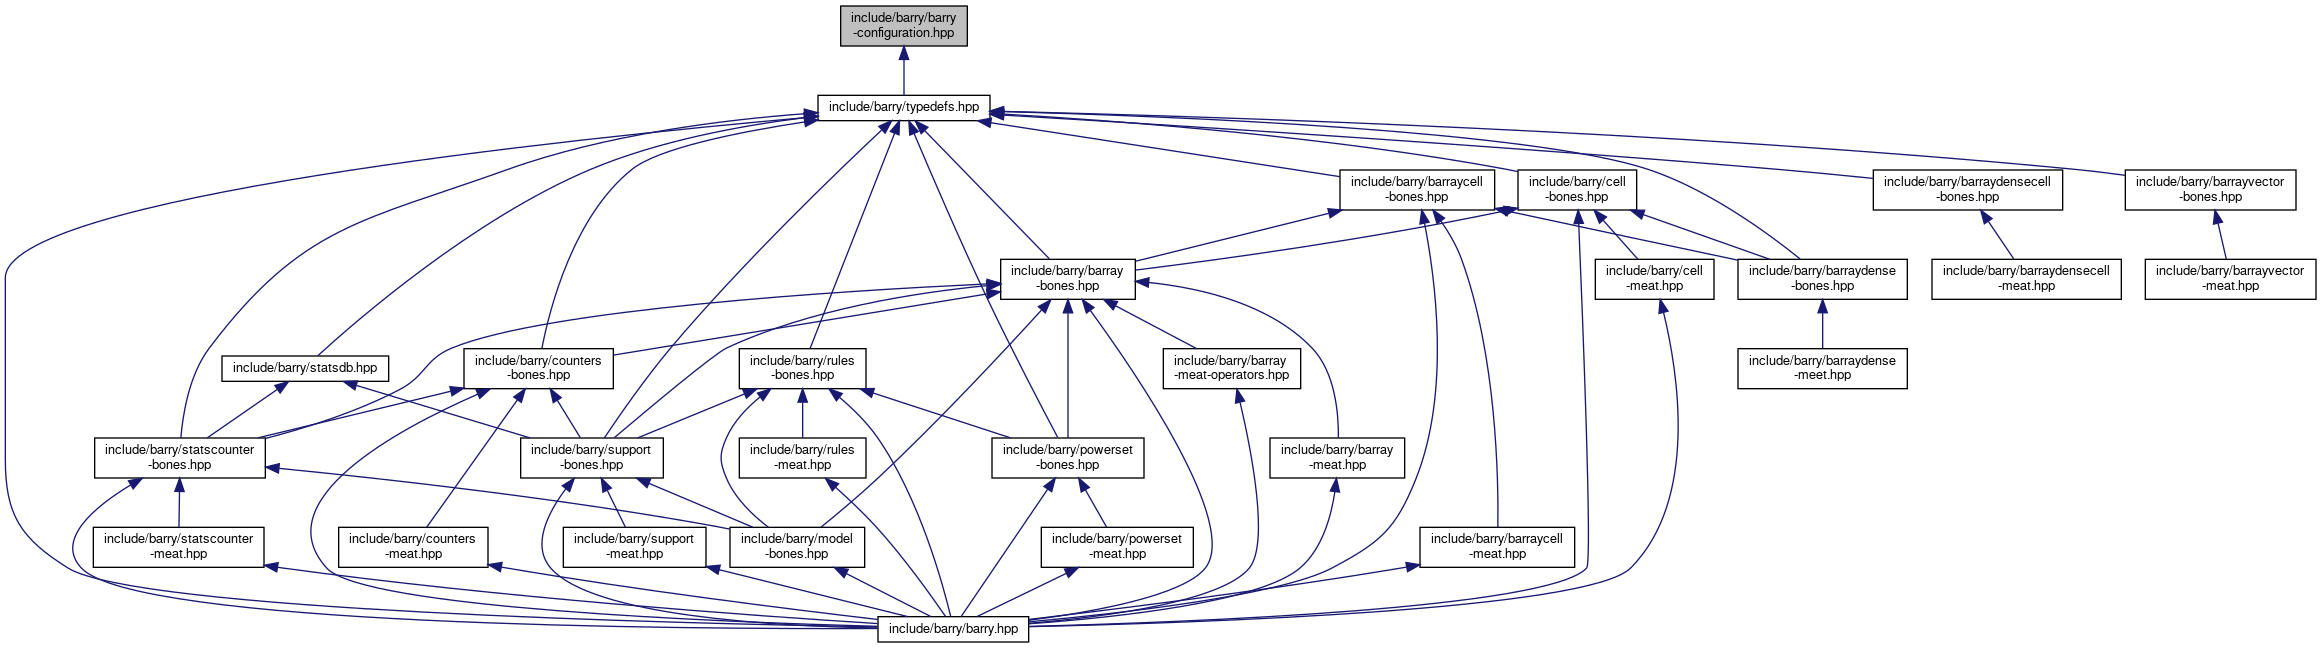 include/barry/barry
-configuration.hpp
include/barry/typedefs.hpp
include/barry/barraycell
-bones.hpp
include/barry/cell
-bones.hpp
include/barry/barraydensecell
-bones.hpp
include/barry/barrayvector
-bones.hpp
include/barry/barray
-bones.hpp
include/barry/cell
-meat.hpp
include/barry/barraydense
-bones.hpp
include/barry/barraydensecell
-meat.hpp
include/barry/barrayvector
-meat.hpp
include/barry/statsdb.hpp
include/barry/counters
-bones.hpp
include/barry/rules
-bones.hpp
include/barry/barray
-meat-operators.hpp
include/barry/barraydense
-meet.hpp
include/barry/statscounter
-bones.hpp
include/barry/support
-bones.hpp
include/barry/rules
-meat.hpp
include/barry/powerset
-bones.hpp
include/barry/barray
-meat.hpp
include/barry/statscounter
-meat.hpp
include/barry/counters
-meat.hpp
include/barry/support
-meat.hpp
include/barry/model
-bones.hpp
include/barry/powerset
-meat.hpp
include/barry/barraycell
-meat.hpp
include/barry/barry.hpp